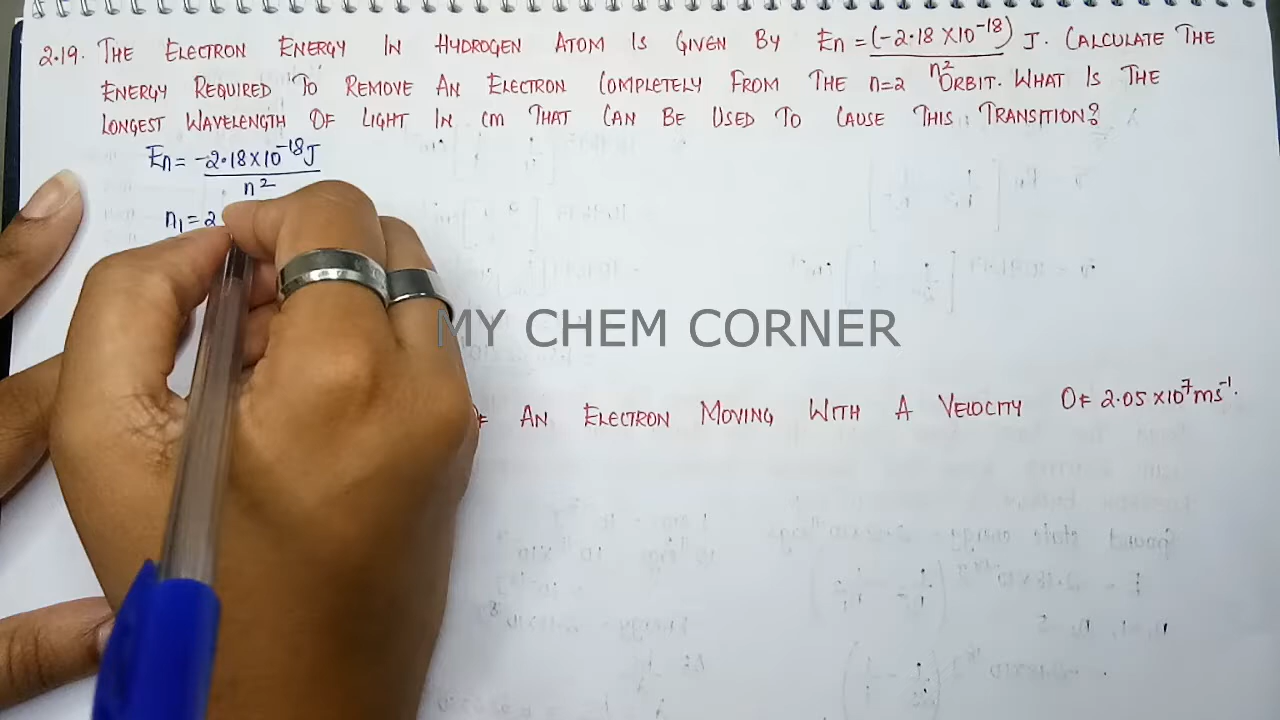 2.19. THE ELECTRON ENERGY IN HYDROGEN ATOM IS GIVEN BY En = (-2.18 X10⁻¹⁸) J. CALCULATE THE
n²
ENERGY REQUIRED TO REMOVE AN ELECTRON COMPLETELY FROM THE n=2 ORBIT. WHAT IS THE
LONGEST WAVELENGTH OF LIGHT IN cm THAT CAN BE USED TO CAUSE THIS TRANSITION?
En = -2.18 X 10⁻¹⁸ J
n²
n₁ = 2
MY CHEM CORNER
AN ELECTRON MOVING WITH A VELOCITY OF 2.05 X10⁷ ms⁻¹.